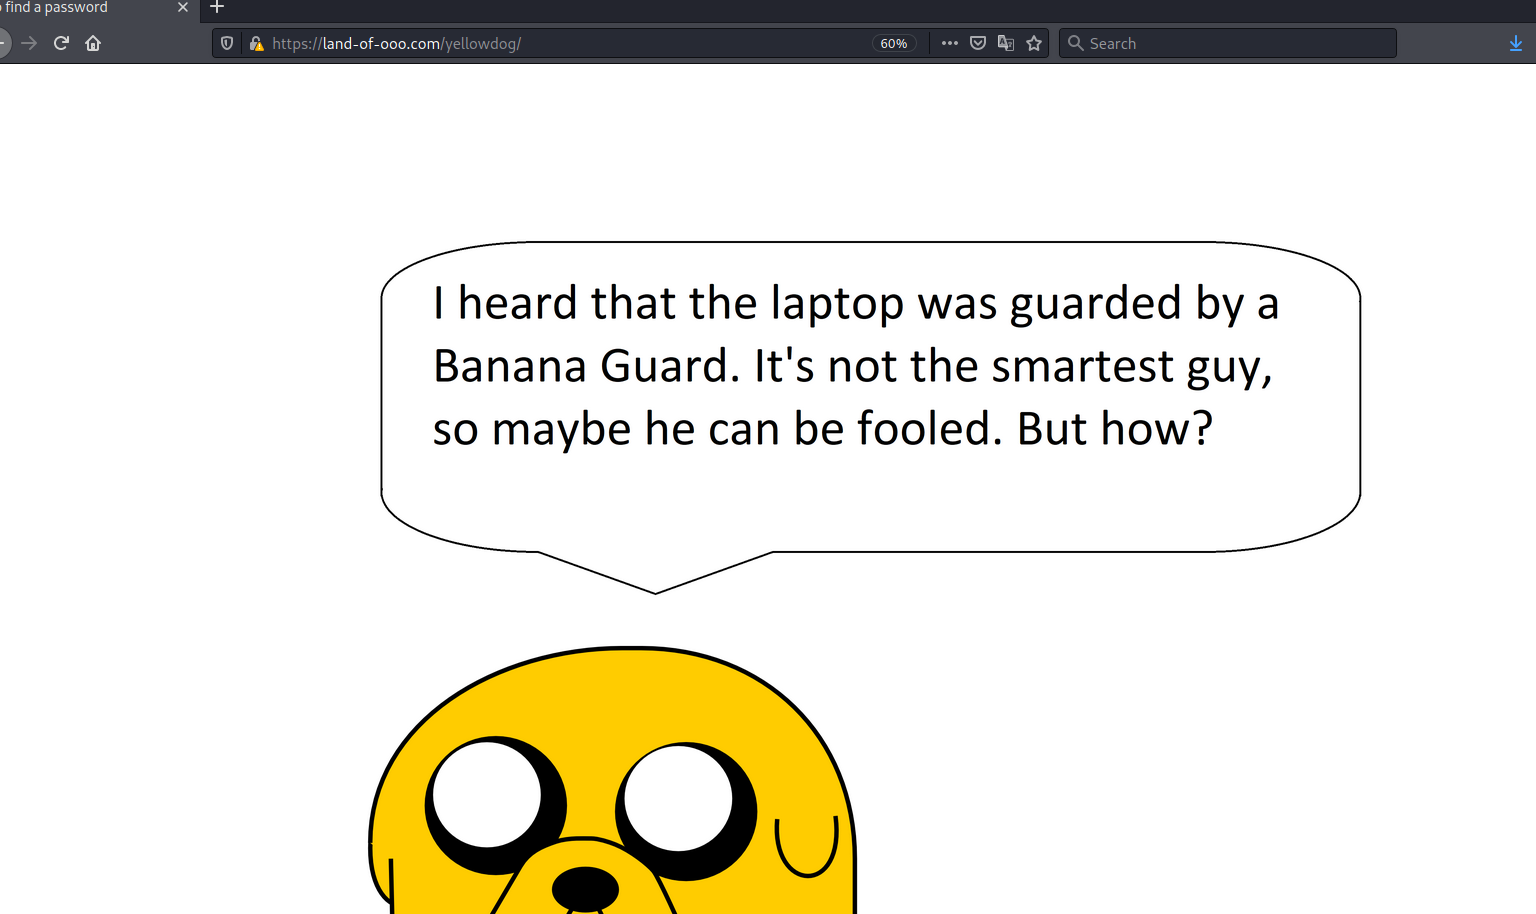 find a password
https://land-of-ooo.com/yellowdog/
60%
Search
I heard that the laptop was guarded by a
Banana Guard. It's not the smartest guy,
so maybe he can be fooled. But how?